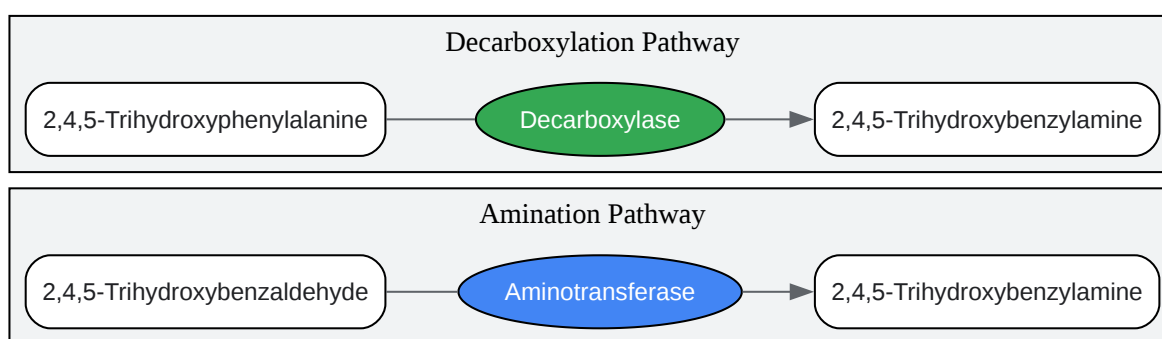 Decarboxylation Pathway
2,4,5-Trihydroxyphenylalanine
Decarboxylase
2,4,5-Trihydroxybenzylamine
Amination Pathway
2,4,5-Trihydroxybenzaldehyde
Aminotransferase
2,4,5-Trihydroxybenzylamine